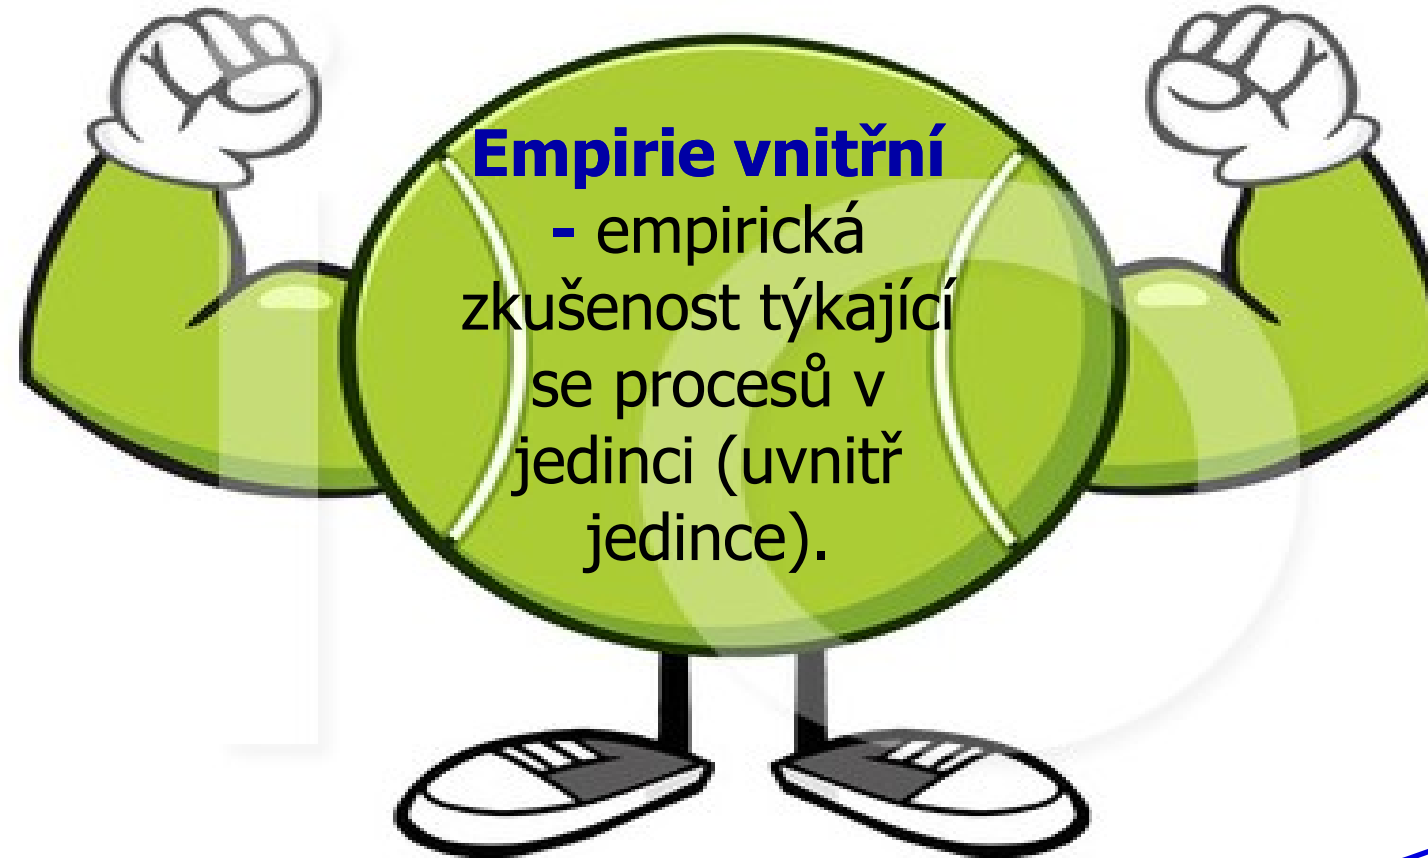 Empirie vnitřní
- empirická
zkušenost týkající
se procesů v
jedinci (uvnitř
jedince).